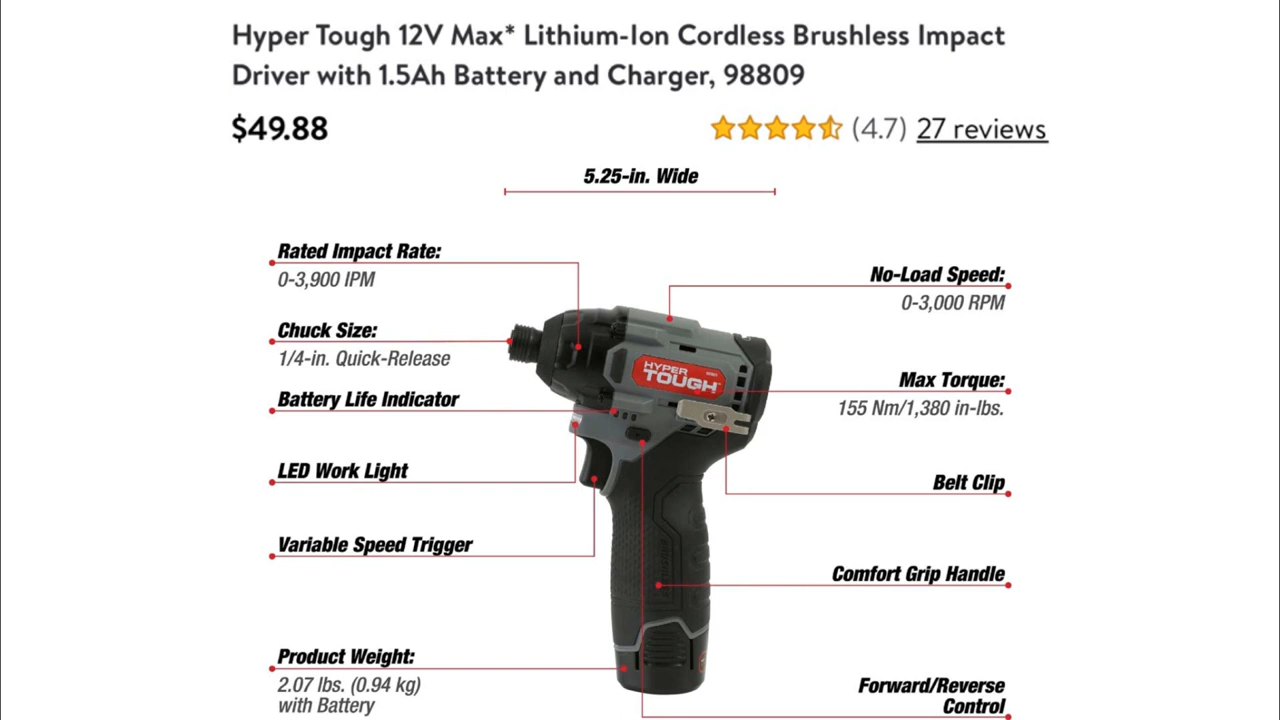 Hyper Tough 12V Max* Lithium-Ion Cordless Brushless Impact
Driver with 1.5Ah Battery and Charger, 98809
$49.88
(4.7) 27 reviews
5.25-in. Wide
Rated Impact Rate:
0-3,900 IPM
No-Load Speed:
0-3,000 RPM
Chuck Size:
1/4-in. Quick-Release
HYPER
TOUGH
Max Torque:
155 Nm/1,380 in-lbs.
Battery Life Indicator
LED Work Light
Belt Clip
Variable Speed Trigger
Comfort Grip Handle
Product Weight:
2.07 lbs. (0.94 kg)
with Battery
Forward/Reverse
Control